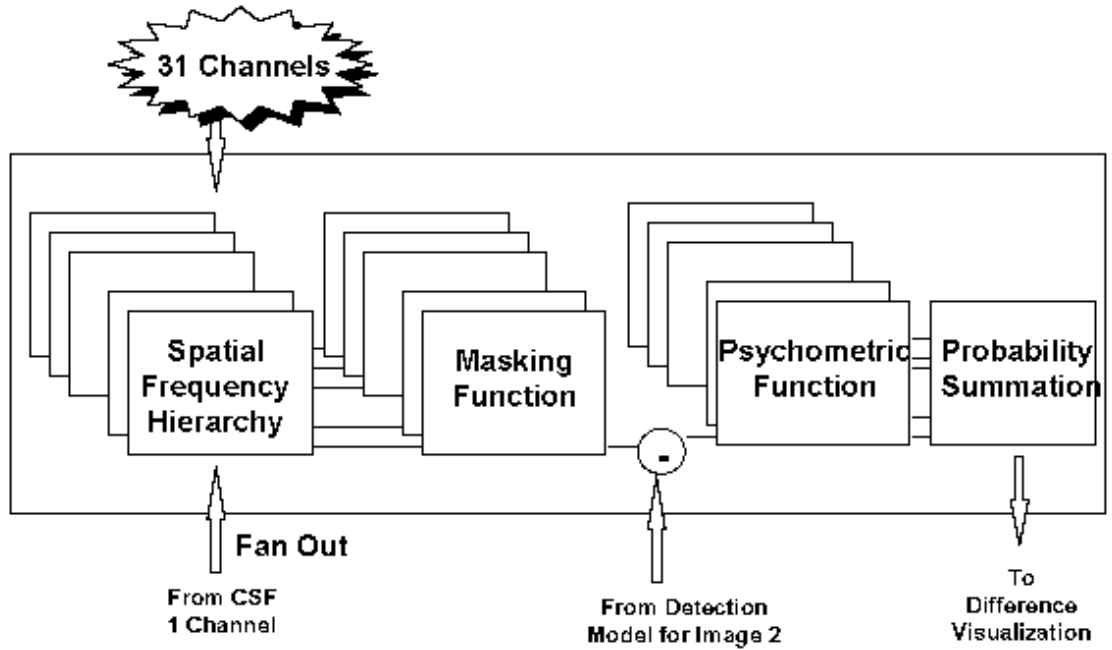 31 Channels
Spatial
Frequency
Hierarchy
Masking
Function
Psychometric
Function
Probability
Summation
Fan Out
From CSF
1 Channel
From Detection
Model for Image 2
To
Difference
Visualization